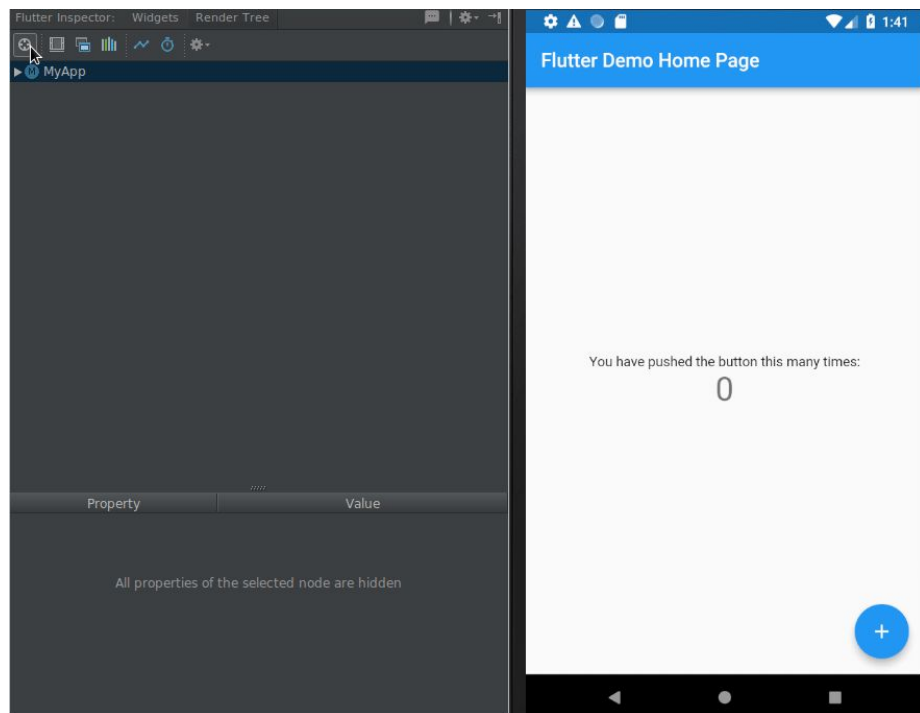 Flutter Inspector: Widgets Render Tree
MyApp
Property Value
All properties of the selected node are hidden
1:41
Flutter Demo Home Page
You have pushed the button this many times:
0
+